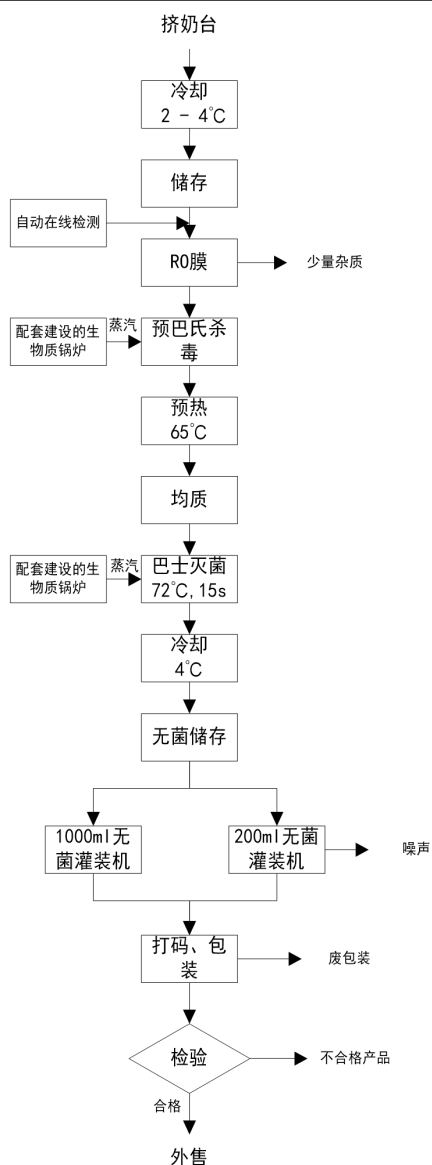 挤奶台
冷却
2 - 4℃
储存
自动在线检测
RO膜
少量杂质
配套建设的生
物质锅炉
蒸汽
预巴氏杀
毒
预热
65℃
均质
配套建设的生
物质锅炉
蒸汽
巴士灭菌
72℃,15s
冷却
4℃
无菌储存
1000ml无
菌灌装机
200ml无菌
灌装机
噪声
打码、包
装
废包装
检验
不合格产品
合格
外售